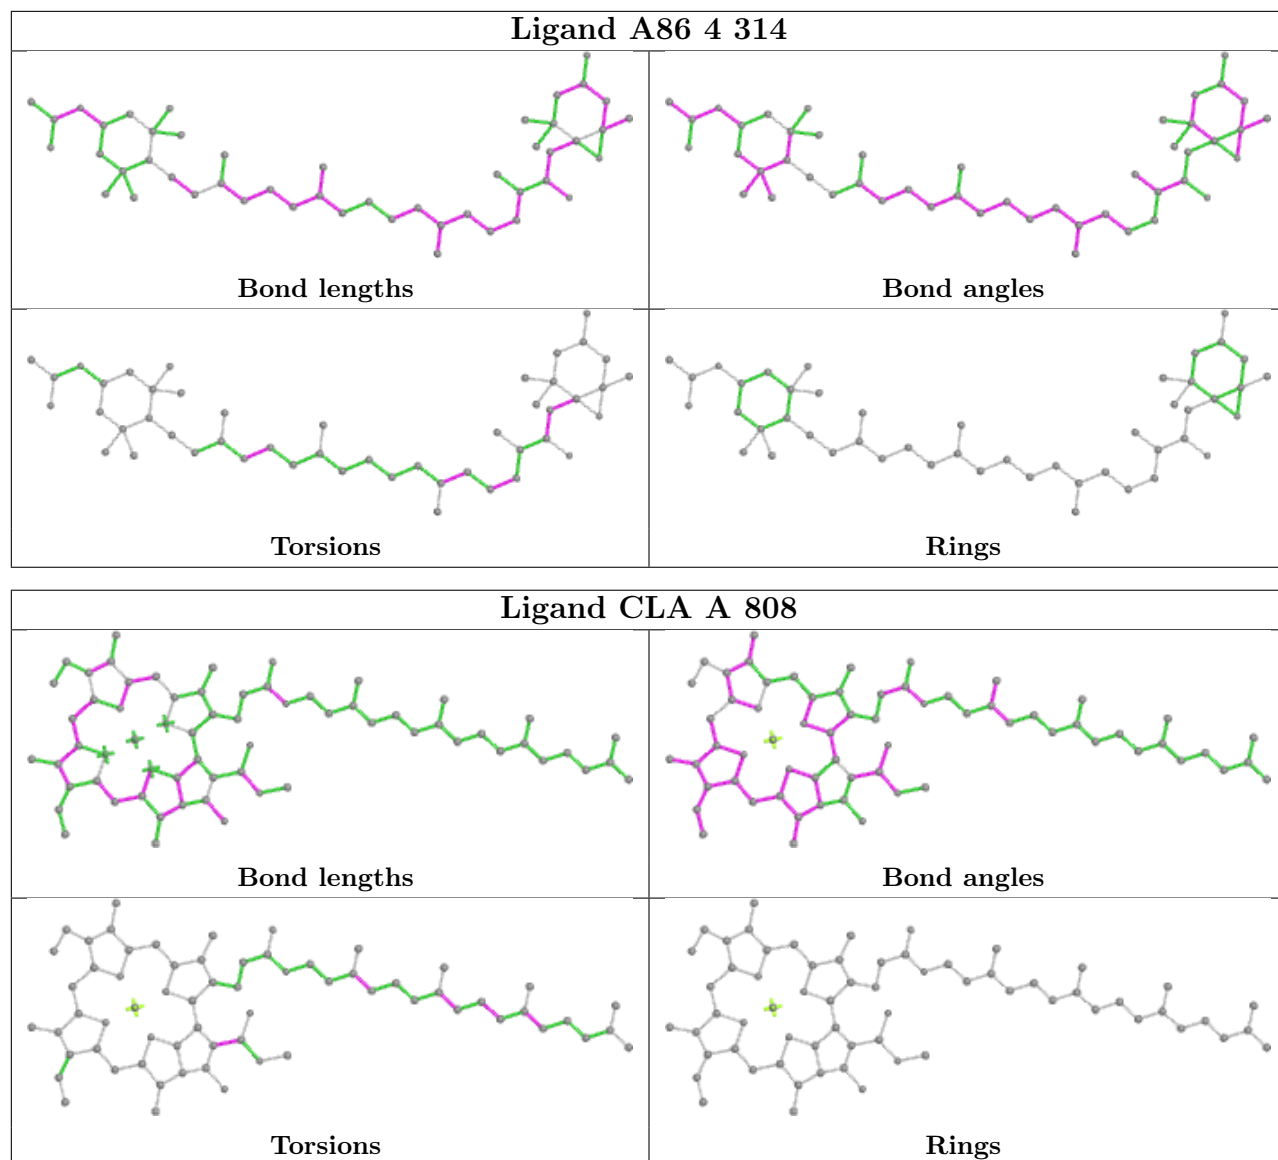 Ligand A86 4 314
Bond lengths
Bond angles
Torsions
Rings
Ligand CLA A 808
Bond lengths
Bond angles
Torsions
Rings